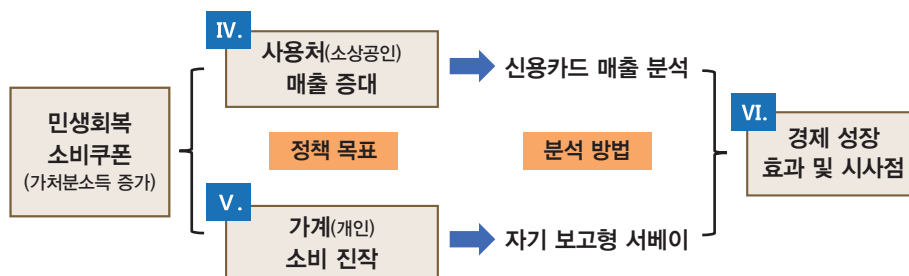 민생회복
소비쿠폰
(가처분소득 증가)
IV.
사용처(소상공인)
매출 증대
신용카드 매출 분석
정책 목표
분석 방법
V.
가계(개인)
소비 진작
자기 보고형 서베이
VI.
경제 성장
효과 및 시사점